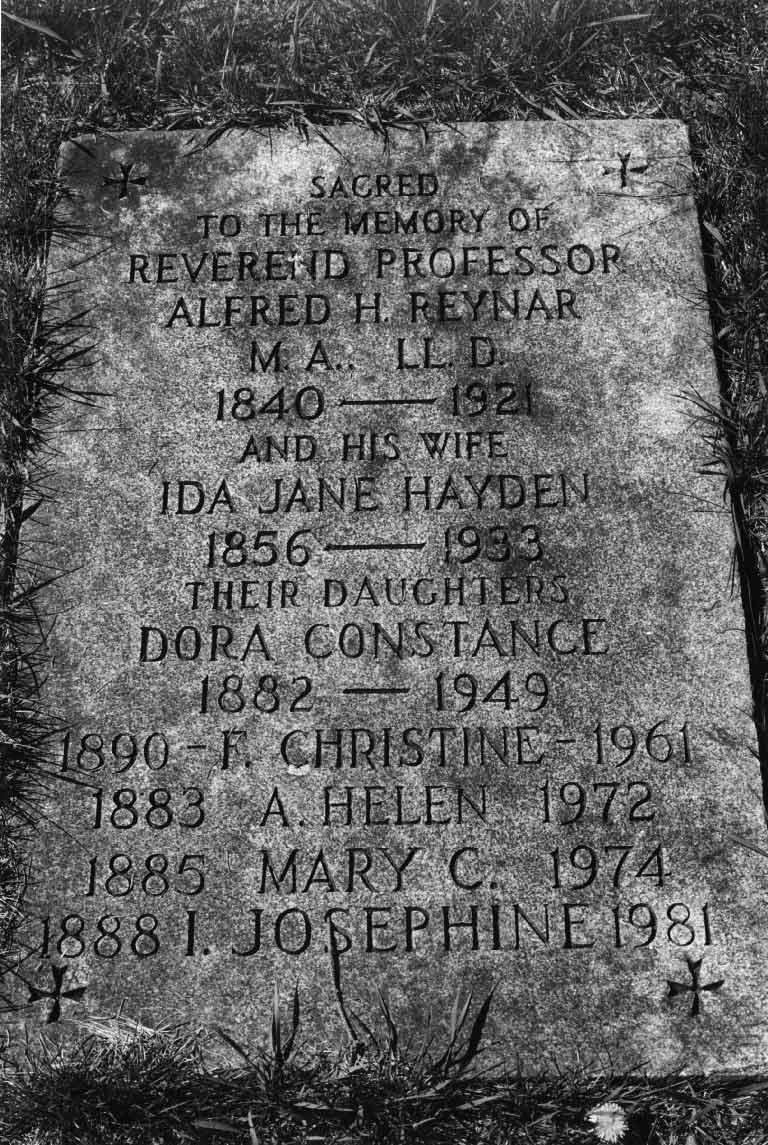 SACRED
TO THE MEMORY OF
REVEREND PROFESSOR
ALFRED H. REYNAR
M. A., LL. D.
1840 — 1921
AND HIS WIFE
IDA JANE HAYDEN
1856 — 1933
THEIR DAUGHTERS
DORA CONSTANCE
1882 — 1949
1890 - F. CHRISTINE - 1961
1883 A. HELEN 1972
1885 MARY C. 1974
1888 I. JOSEPHINE 1981